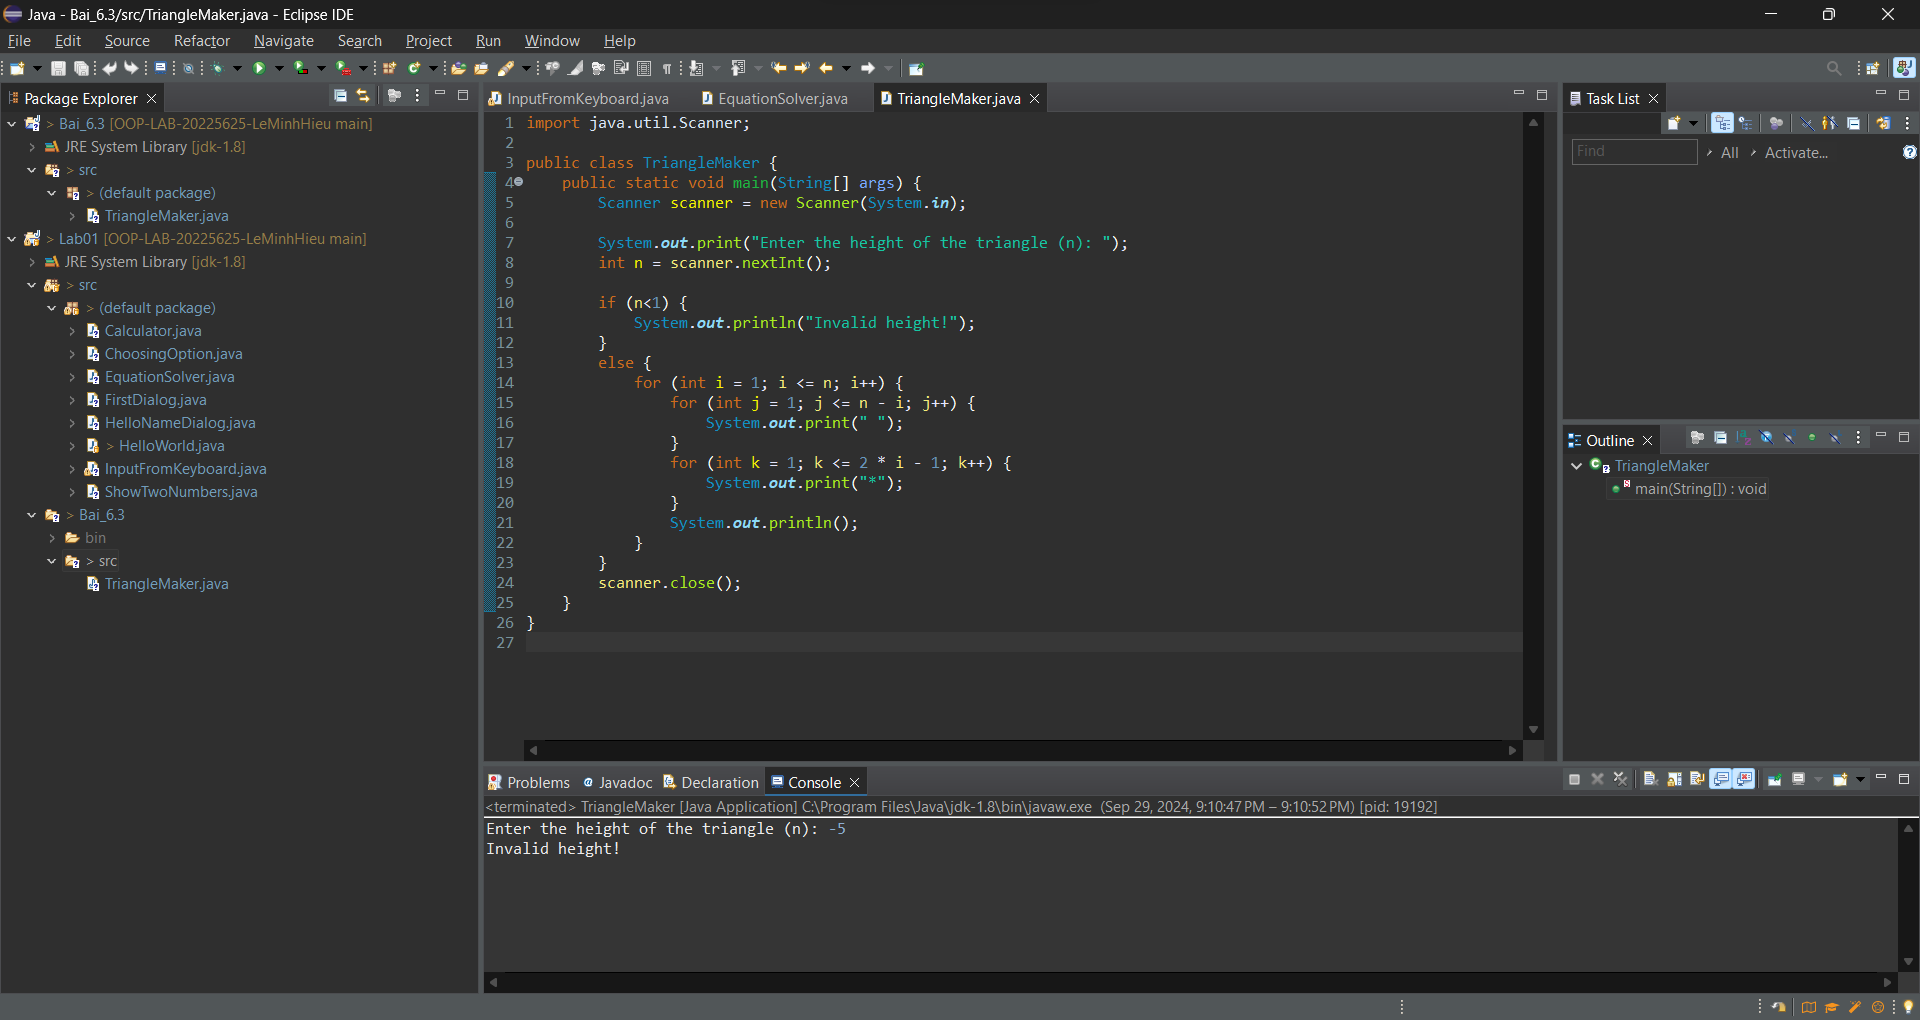 Java - Bai_6.3/src/TriangleMaker.java - Eclipse IDE
File Edit Source Refactor Navigate Search Project Run Window Help
Package Explorer
> Bai_6.3 [OOP-LAB-20225625-LeMinhHieu main]
JRE System Library [jdk-1.8]
> src
> (default package)
TriangleMaker.java
> Lab01 [OOP-LAB-20225625-LeMinhHieu main]
JRE System Library [jdk-1.8]
> src
> (default package)
Calculator.java
ChoosingOption.java
EquationSolver.java
FirstDialog.java
HelloNameDialog.java
> HelloWorld.java
InputFromKeyboard.java
ShowTwoNumbers.java
> Bai_6.3
bin
> src
TriangleMaker.java
InputFromKeyboard.java EquationSolver.java TriangleMaker.java
1 import java.util.Scanner;
2
3 public class TriangleMaker {
4 public static void main(String[] args) {
5 Scanner scanner = new Scanner(System.in);
6
7 System.out.print("Enter the height of the triangle (n): ");
8 int n = scanner.nextInt();
9
10 if (n<1) {
11 System.out.println("Invalid height!");
12 }
13 else {
14 for (int i = 1; i <= n; i++) {
15 for (int j = 1; j <= n - i; j++) {
16 System.out.print(" ");
17 }
18 for (int k = 1; k <= 2 * i - 1; k++) {
19 System.out.print("*");
20 }
21 System.out.println();
22 }
23 }
24 scanner.close();
25 }
26 }
27
Task List
Find All Activate...
Outline
TriangleMaker
main(String[]) : void
Problems Javadoc Declaration Console
<terminated> TriangleMaker [Java Application] C:\Program Files\Java\jdk-1.8\bin\javaw.exe (Sep 29, 2024, 9:10:47 PM – 9:10:52 PM) [pid: 19192]
Enter the height of the triangle (n): -5
Invalid height!